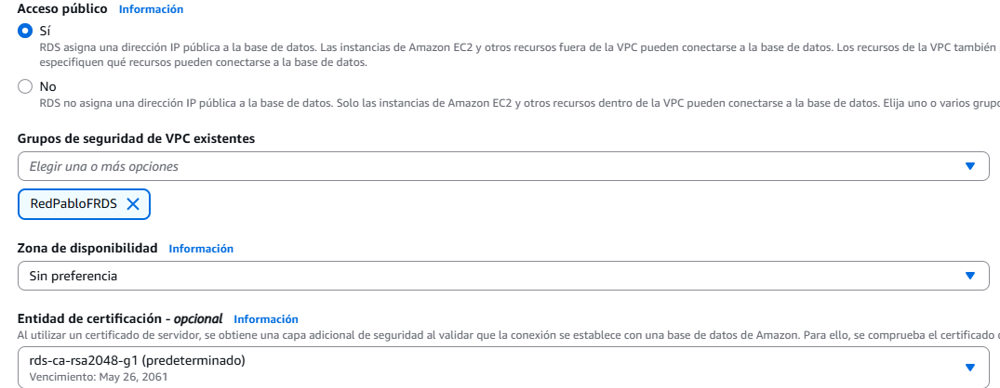 Acceso público Información
Sí
RDS asigna una dirección IP pública a la base de datos. Las instancias de Amazon EC2 y otros recursos fuera de la VPC pueden conectarse a la base de datos. Los recursos de la VPC también
especifiquen qué recursos pueden conectarse a la base de datos.
No
RDS no asigna una dirección IP pública a la base de datos. Solo las instancias de Amazon EC2 y otros recursos dentro de la VPC pueden conectarse a la base de datos. Elija uno o varios grupo
Grupos de seguridad de VPC existentes
Elegir una o más opciones
RedPabloFRDS
Zona de disponibilidad Información
Sin preferencia
Entidad de certificación - opcional Información
Al utilizar un certificado de servidor, se obtiene una capa adicional de seguridad al validar que la conexión se establece con una base de datos de Amazon. Para ello, se comprueba el certificado
rds-ca-rsa2048-g1 (predeterminado)
Vencimiento: May 26, 2061